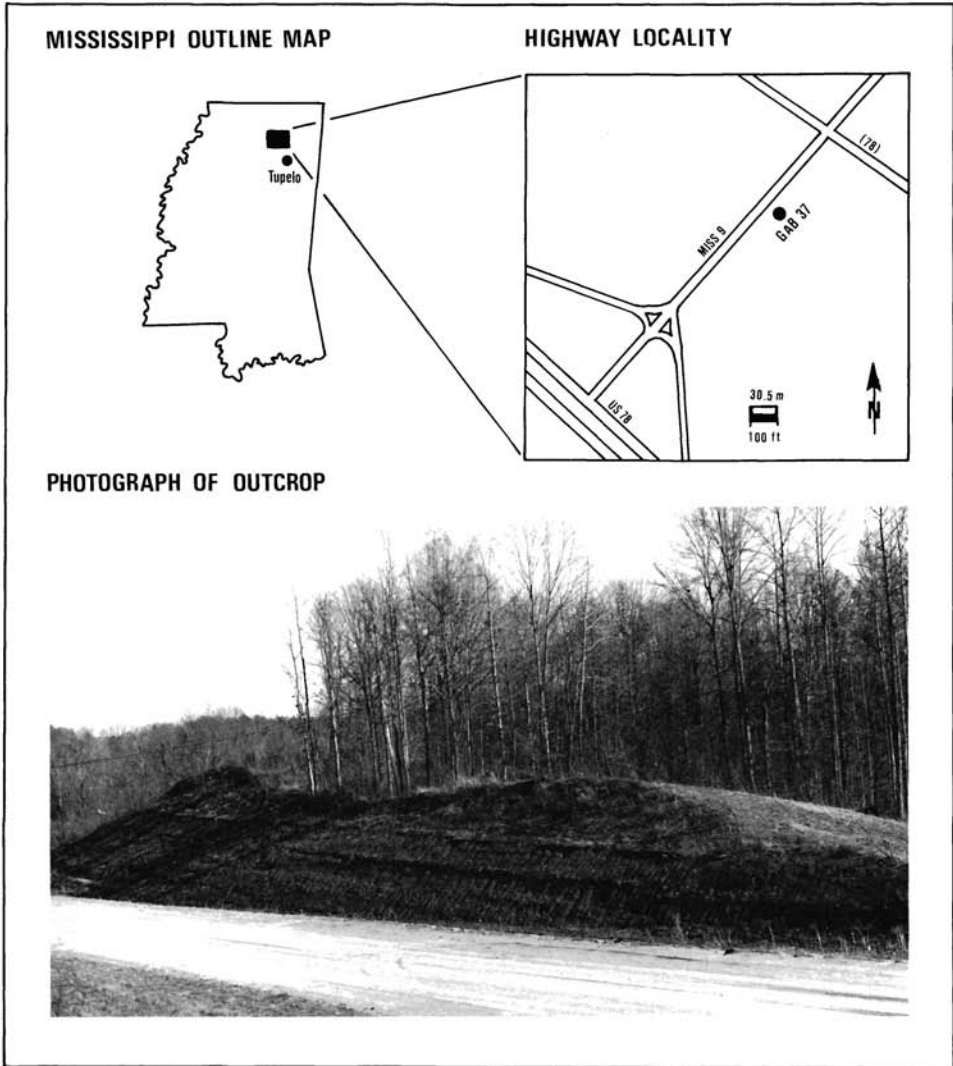 MISSISSIPPI OUTLINE MAP
HIGHWAY LOCALITY
Tupelo
(78)
GAB 37
MISS 9
US 78
30.5 m
100 ft
N
PHOTOGRAPH OF OUTCROP